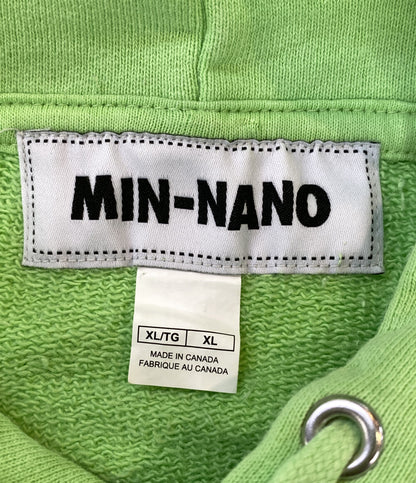 MIN-NANO
XL/TG XL
MADE IN CANADA
FABRIQUE AU CANADA